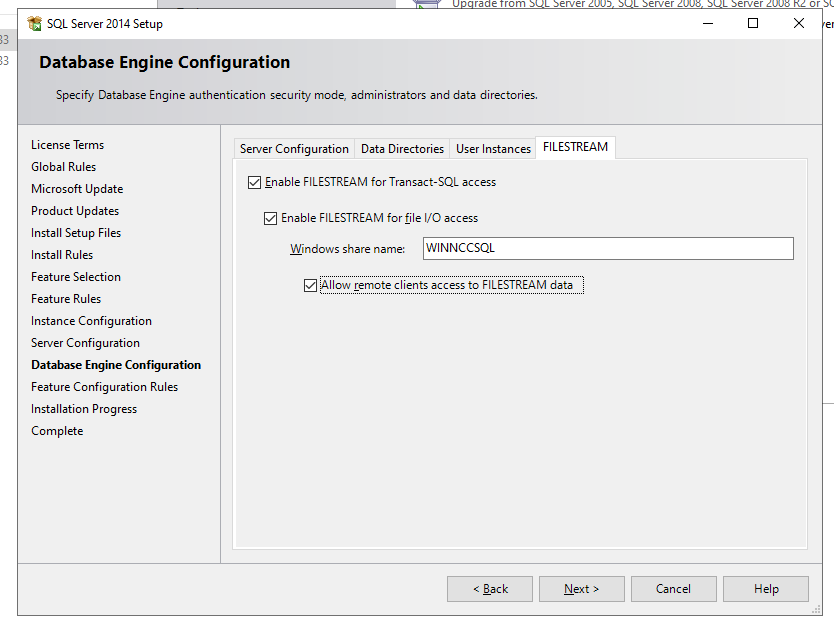 Upgrade from SQL Server 2005, SQL Server 2008, SQL Server 2008 R2 or
SQL Server 2014 Setup
33
33
Database Engine Configuration
Specify Database Engine authentication security mode, administrators and data directories.
License Terms
Global Rules
Microsoft Update
Product Updates
Install Setup Files
Install Rules
Feature Selection
Feature Rules
Instance Configuration
Server Configuration
Database Engine Configuration
Feature Configuration Rules
Installation Progress
Complete
Server Configuration Data Directories User Instances FILESTREAM
Enable FILESTREAM for Transact-SQL access
Enable FILESTREAM for file I/O access
Windows share name: WINNCCSQL
Allow remote clients access to FILESTREAM data
< Back Next > Cancel Help